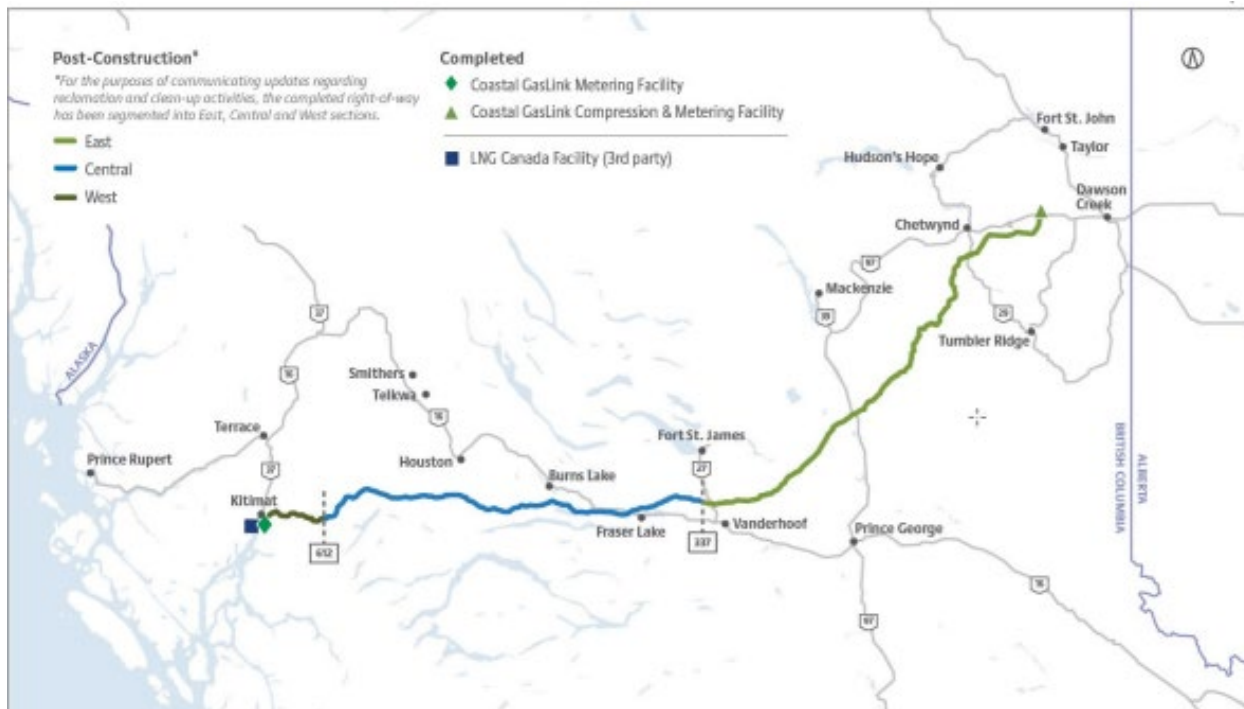 Post-Construction*
*For the purposes of communicating updates regarding
reclamation and clean-up activities, the completed right-of-way
has been segmented into East, Central and West sections.
East
Central
West
Completed
Coastal GasLink Metering Facility
Coastal GasLink Compression & Metering Facility
LNG Canada Facility (3rd party)
Fort St. John
Taylor
Hudson's Hope
Dawson
Creek
Chetwynd
97
Mackenzie
39
29
Tumbler Ridge
ALASKA
37
16
Smithers
Telkwa
16
Terrace
Prince Rupert
37
Houston
Fort St. James
27
Burns Lake
Kitimat
Fraser Lake
Vanderhoof
Prince George
612
337
16
97
BRITISH COLUMBIA
ALBERTA